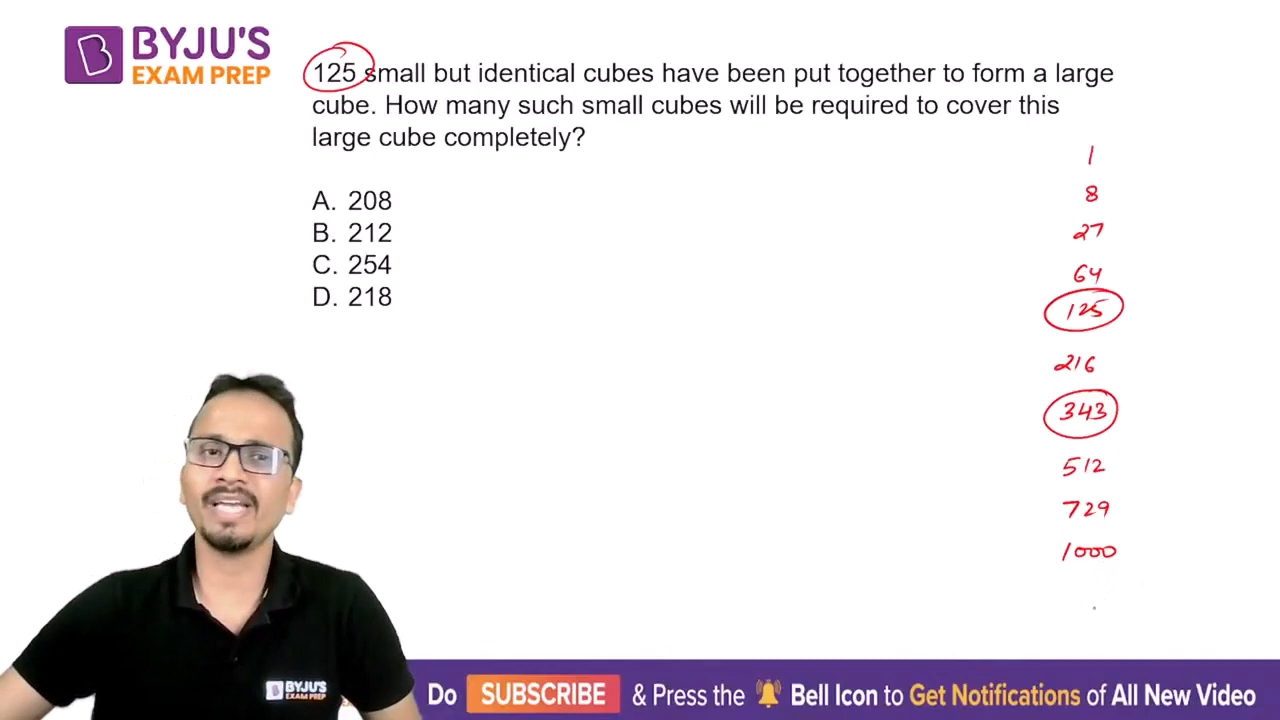 BYJU'S
EXAM PREP
125 small but identical cubes have been put together to form a large
cube. How many such small cubes will be required to cover this
large cube completely?
A. 208
B. 212
C. 254
D. 218
1
8
27
64
125
216
343
512
729
1000
BYJU'S
EXAM PREP
Do SUBSCRIBE & Press the Bell Icon to Get Notifications of All New Video